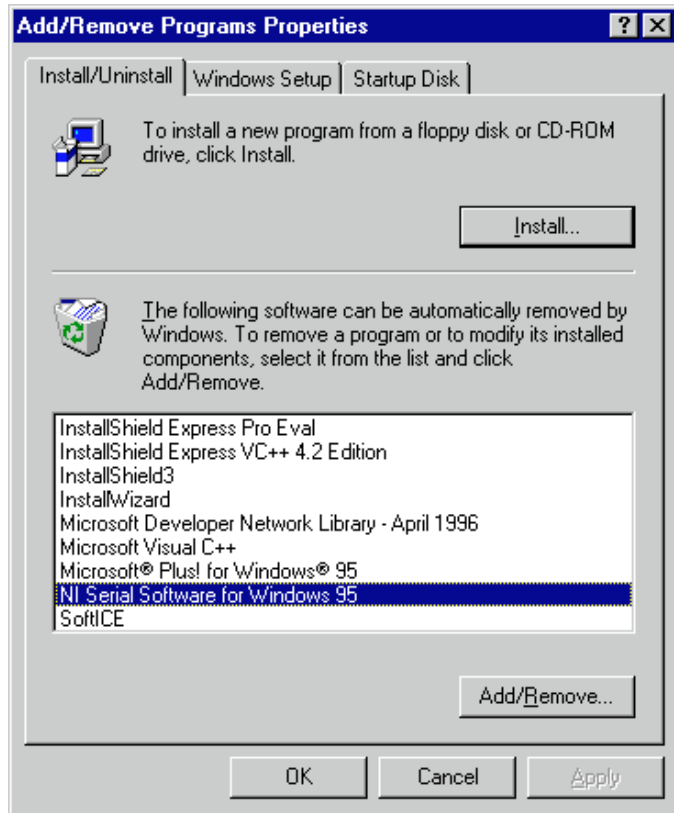 Add/Remove Programs Properties
Install/Uninstall
Windows Setup
Startup Disk
To install a new program from a floppy disk or CD-ROM
drive, click Install.
Install...
The following software can be automatically removed by
Windows. To remove a program or to modify its installed
components, select it from the list and click
Add/Remove.
InstallShield Express Pro Eval
InstallShield Express VC++ 4.2 Edition
InstallShield3
InstallWizard
Microsoft Developer Network Library - April 1996
Microsoft Visual C++
Microsoft® Plus! for Windows® 95
NI Serial Software for Windows 95
SoftICE
Add/Remove...
OK
Cancel
Apply